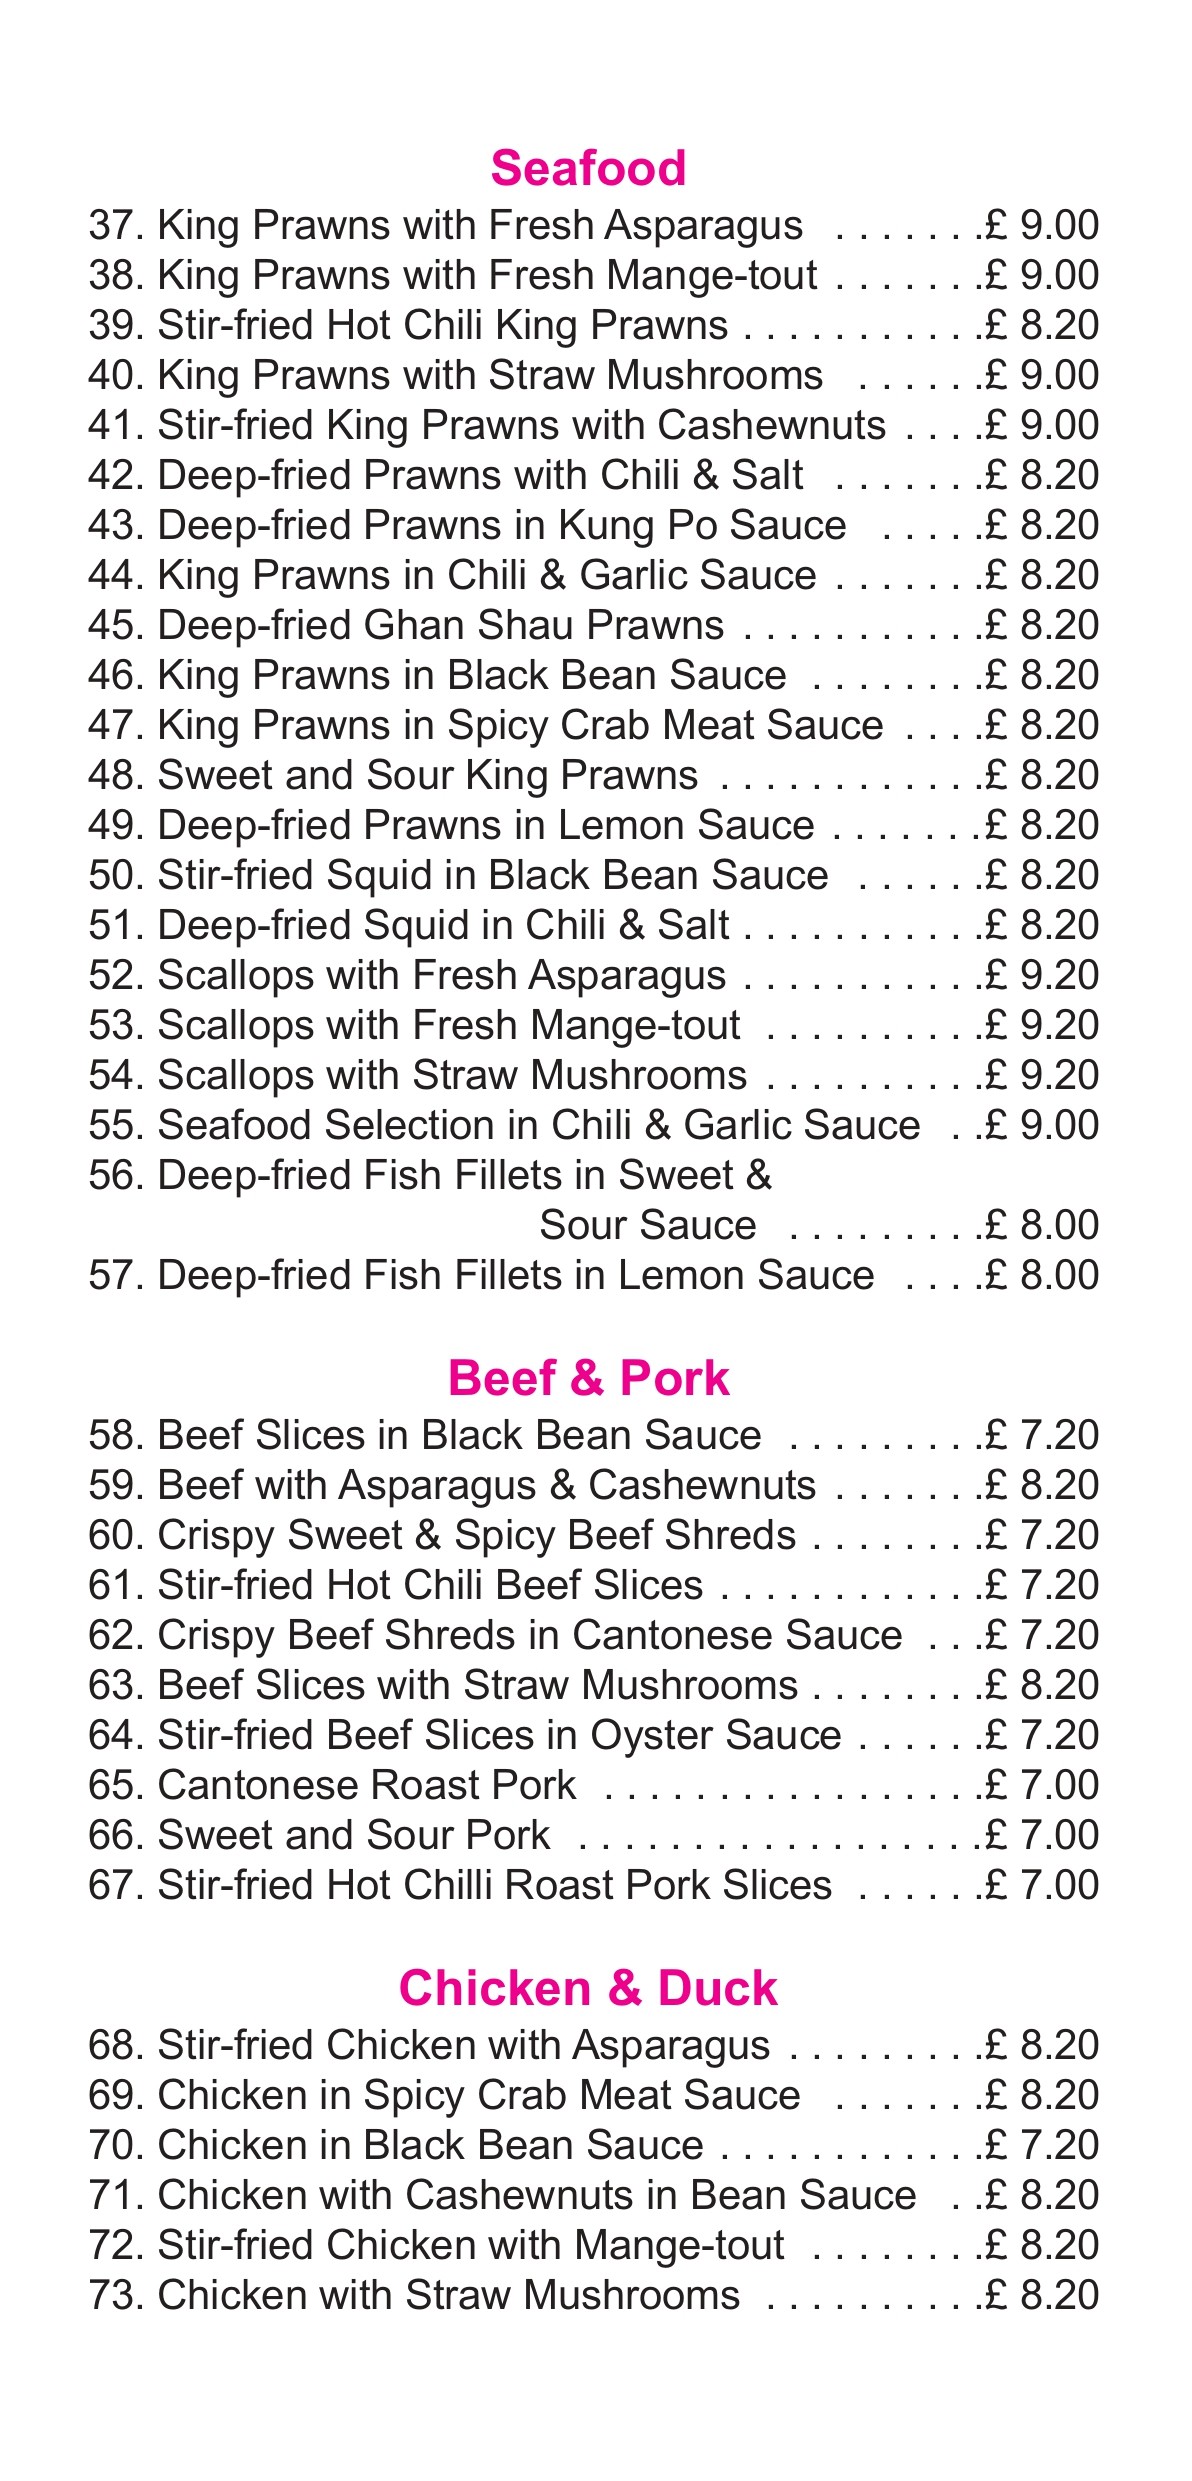 Seafood
37. King Prawns with Fresh Asparagus . . . . . . .£ 9.00
38. King Prawns with Fresh Mange-tout . . . . . . .£ 9.00
39. Stir-fried Hot Chili King Prawns . . . . . . . . . . .£ 8.20
40. King Prawns with Straw Mushrooms . . . . . .£ 9.00
41. Stir-fried King Prawns with Cashewnuts . . . .£ 9.00
42. Deep-fried Prawns with Chili & Salt . . . . . . .£ 8.20
43. Deep-fried Prawns in Kung Po Sauce . . . . .£ 8.20
44. King Prawns in Chili & Garlic Sauce . . . . . . .£ 8.20
45. Deep-fried Ghan Shau Prawns . . . . . . . . . . .£ 8.20
46. King Prawns in Black Bean Sauce . . . . . . . .£ 8.20
47. King Prawns in Spicy Crab Meat Sauce . . . .£ 8.20
48. Sweet and Sour King Prawns . . . . . . . . . . . .£ 8.20
49. Deep-fried Prawns in Lemon Sauce . . . . . . .£ 8.20
50. Stir-fried Squid in Black Bean Sauce . . . . . .£ 8.20
51. Deep-fried Squid in Chili & Salt . . . . . . . . . . .£ 8.20
52. Scallops with Fresh Asparagus . . . . . . . . . . .£ 9.20
53. Scallops with Fresh Mange-tout . . . . . . . . . .£ 9.20
54. Scallops with Straw Mushrooms . . . . . . . . . .£ 9.20
55. Seafood Selection in Chili & Garlic Sauce . .£ 9.00
56. Deep-fried Fish Fillets in Sweet &
Sour Sauce . . . . . . . . .£ 8.00
57. Deep-fried Fish Fillets in Lemon Sauce . . . .£ 8.00
Beef & Pork
58. Beef Slices in Black Bean Sauce . . . . . . . . .£ 7.20
59. Beef with Asparagus & Cashewnuts . . . . . . .£ 8.20
60. Crispy Sweet & Spicy Beef Shreds . . . . . . . .£ 7.20
61. Stir-fried Hot Chili Beef Slices . . . . . . . . . . . .£ 7.20
62. Crispy Beef Shreds in Cantonese Sauce . . .£ 7.20
63. Beef Slices with Straw Mushrooms . . . . . . . .£ 8.20
64. Stir-fried Beef Slices in Oyster Sauce . . . . . .£ 7.20
65. Cantonese Roast Pork . . . . . . . . . . . . . . . . .£ 7.00
66. Sweet and Sour Pork . . . . . . . . . . . . . . . . . .£ 7.00
67. Stir-fried Hot Chilli Roast Pork Slices . . . . . .£ 7.00
Chicken & Duck
68. Stir-fried Chicken with Asparagus . . . . . . . . .£ 8.20
69. Chicken in Spicy Crab Meat Sauce . . . . . . .£ 8.20
70. Chicken in Black Bean Sauce . . . . . . . . . . . .£ 7.20
71. Chicken with Cashewnuts in Bean Sauce . .£ 8.20
72. Stir-fried Chicken with Mange-tout . . . . . . . .£ 8.20
73. Chicken with Straw Mushrooms . . . . . . . . . .£ 8.20